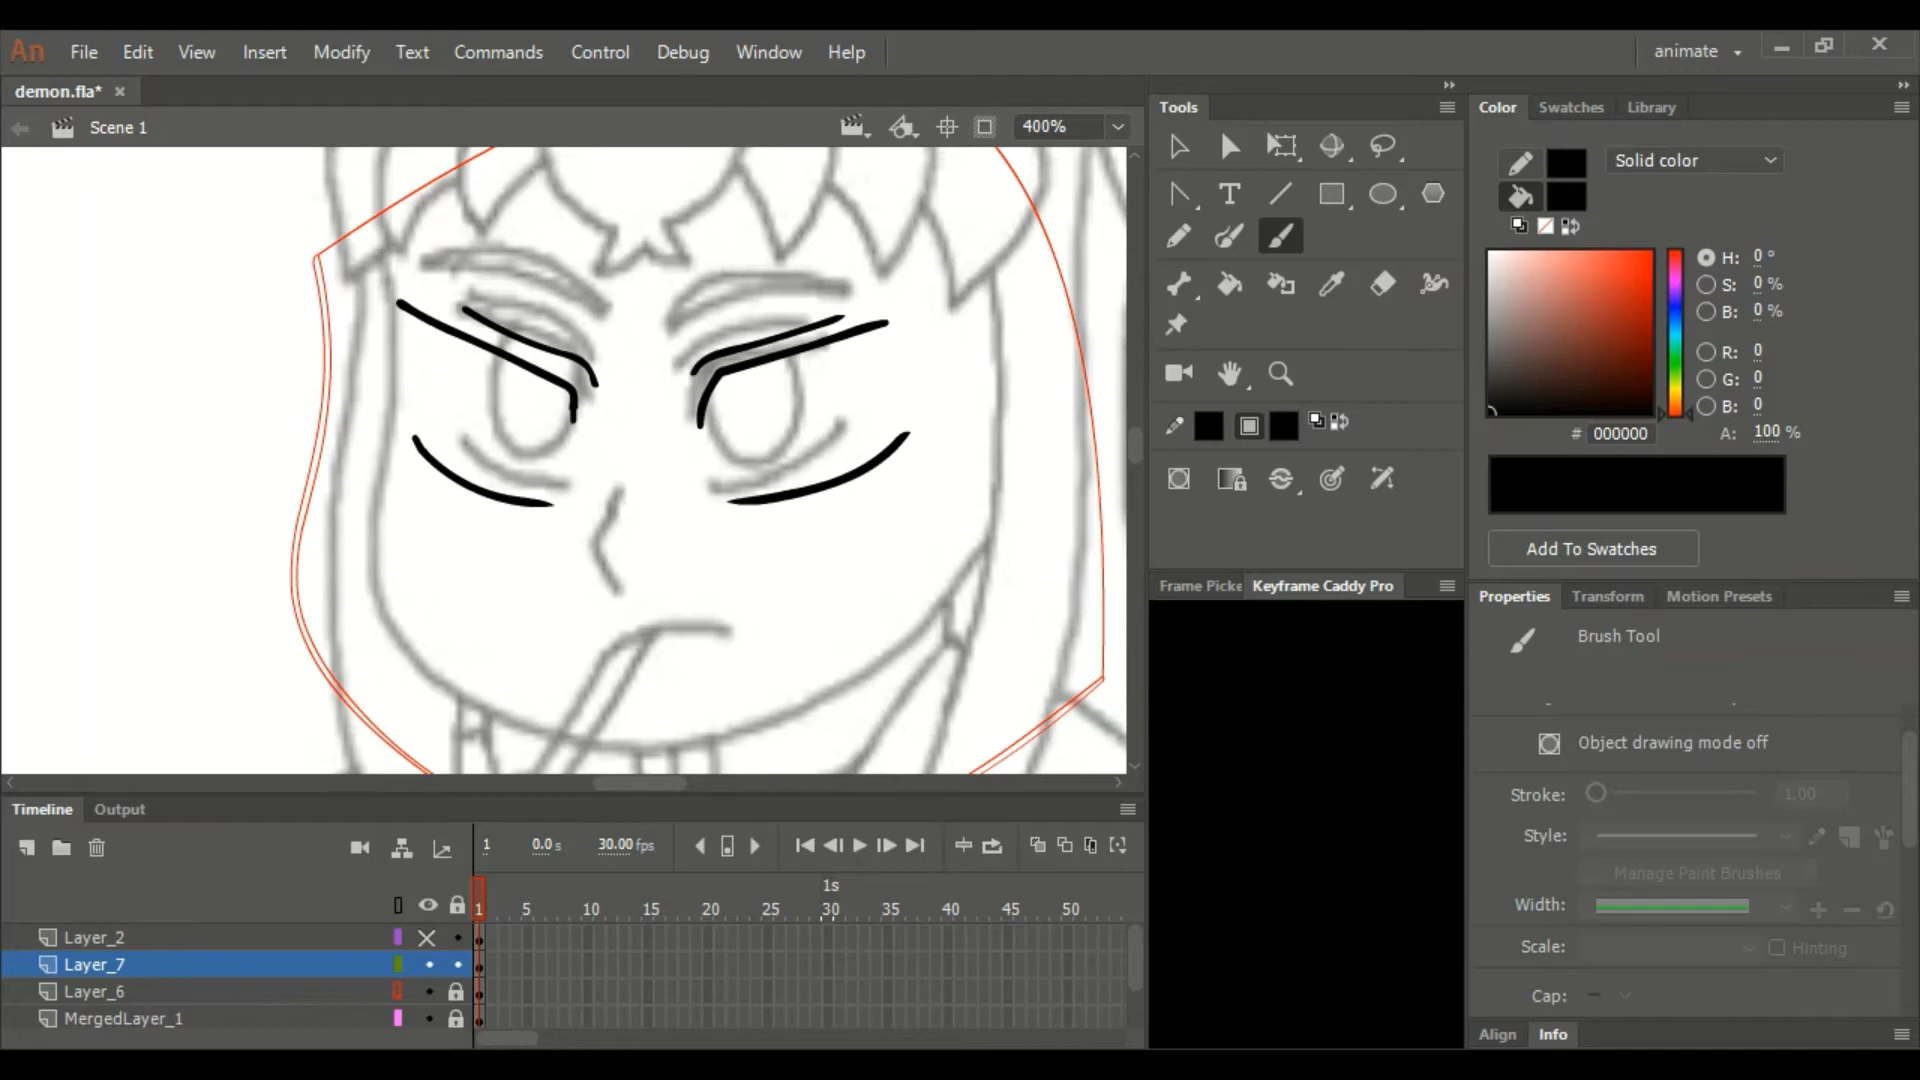 An File Edit View Insert Modify Text Commands Control Debug Window Help animate
demon.fla*
Scene 1
400%
Tools
Color Swatches Library
Solid color
H: 0 °
S: 0 %
B: 0 %
R: 0
G: 0
B: 0
# 000000 A: 100 %
Add To Swatches
Frame Picke Keyframe Caddy Pro
Properties Transform Motion Presets
Brush Tool
Object drawing mode off
Stroke: 1.00
Style:
Manage Paint Brushes
Width:
Scale: Hinting
Cap:
Align Info
Timeline Output
1 0.0 s 30.00 fps
1s
1 5 10 15 20 25 30 35 40 45 50
Layer_2
Layer_7
Layer_6
MergedLayer_1